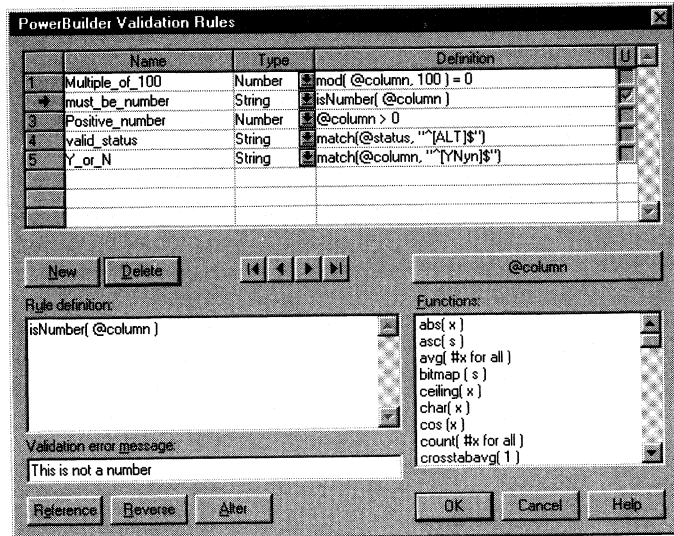 PowerBuilder Validation Rules
Name Type Definition U
1 Multiple_of_100 Number mod( @column, 100 ) = 0
must_be_number String isNumber( @column )
3 Positive_number Number @column > 0
4 valid_status String match(@status, "^[ALT]$")
5 Y_or_N String match(@column, "^[YNyn]$")
New Delete @column
Rule definition:
isNumber( @column )
Functions:
abs( x )
asc( s )
avg( #x for all )
bitmap ( s )
ceiling( x )
char( x )
cos (x )
count( #x for all )
crosstabavg( 1 )
Validation error message:
This is not a number
Reference Reverse Alter OK Cancel Help